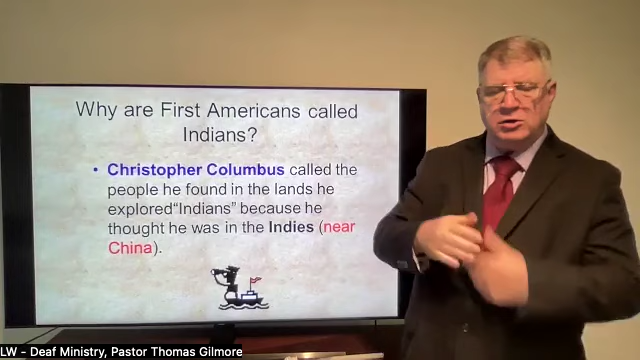 Why are First Americans called
Indians?
• Christopher Columbus called the
people he found in the lands he
explored“Indians” because he
thought he was in the Indies (near
China).
LW - Deaf Ministry, Pastor Thomas Gilmore